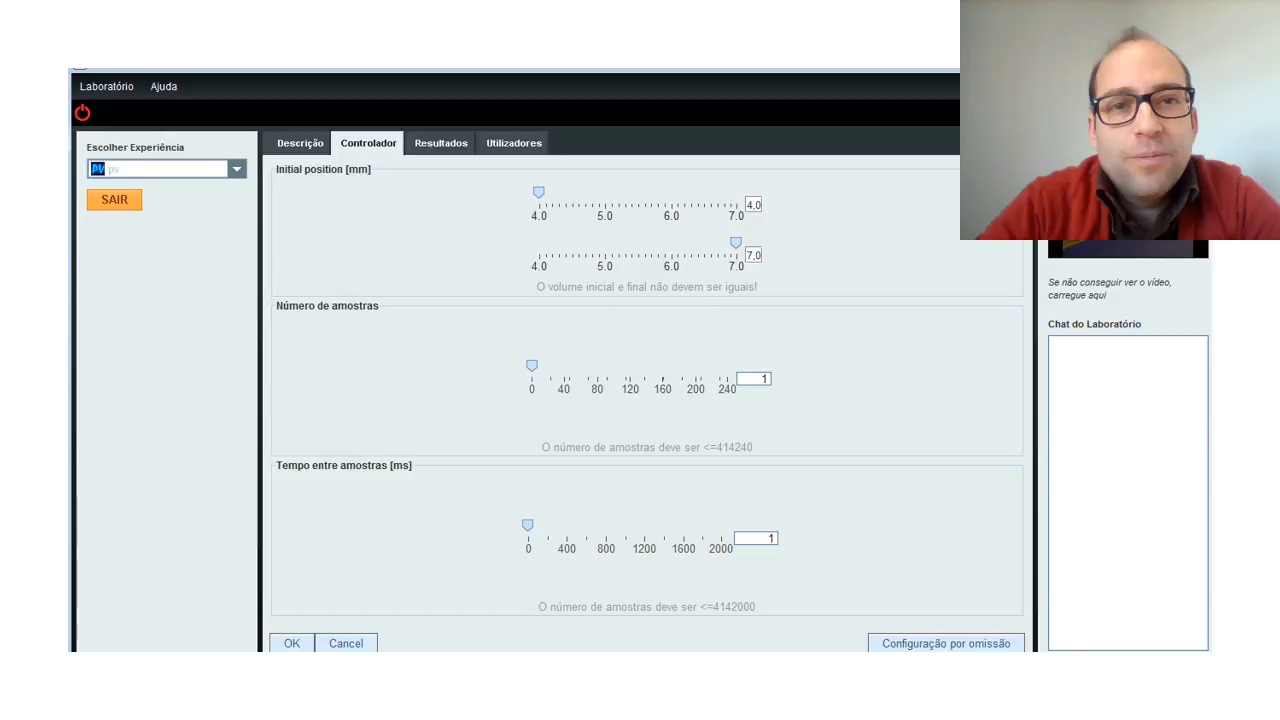 Laboratório Ajuda
Escolher Experiência
PV pv
SAIR
Descrição Controlador Resultados Utilizadores
Initial position [mm]
4.0
4.0 5.0 6.0 7.0
7.0
4.0 5.0 6.0 7.0
O volume inicial e final não devem ser iguais!
Número de amostras
1
0 40 80 120 160 200 240
O número de amostras deve ser <=414240
Tempo entre amostras [ms]
1
0 400 800 1200 1600 2000
O número de amostras deve ser <=4142000
OK Cancel Configuração por omissão
Se não conseguir ver o vídeo,
carregue aqui
Chat do Laboratório